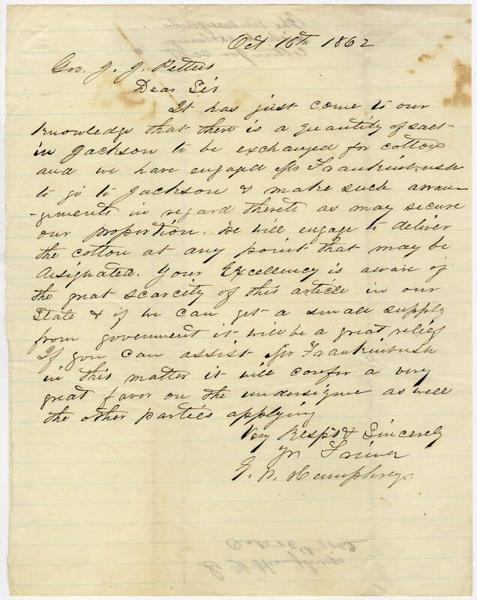 Oct 16th 1862
Gov. J. J. Pettus
Dear Sir
It has just come to our
knowledge that there is a quantity of salt
in Jackson to be exchanged for cotton
and we have engaged Mr Frankinbush
to go to Jackson & make such arran-
-gements in regard thereto as may secure
our proportion. We will engage to deliver
the cotton at any point that may be
designated. Your Excellency is aware of
the great scarcity of this article in our
State & if we can get a small supply
from government it will be a great relief
If you can assist Mr Frankinbush
in this matter it will confer a very
great favor on the undersigned as well
the other parties applying
Very Respt & Sincerely
Yr Friend
Humphreys